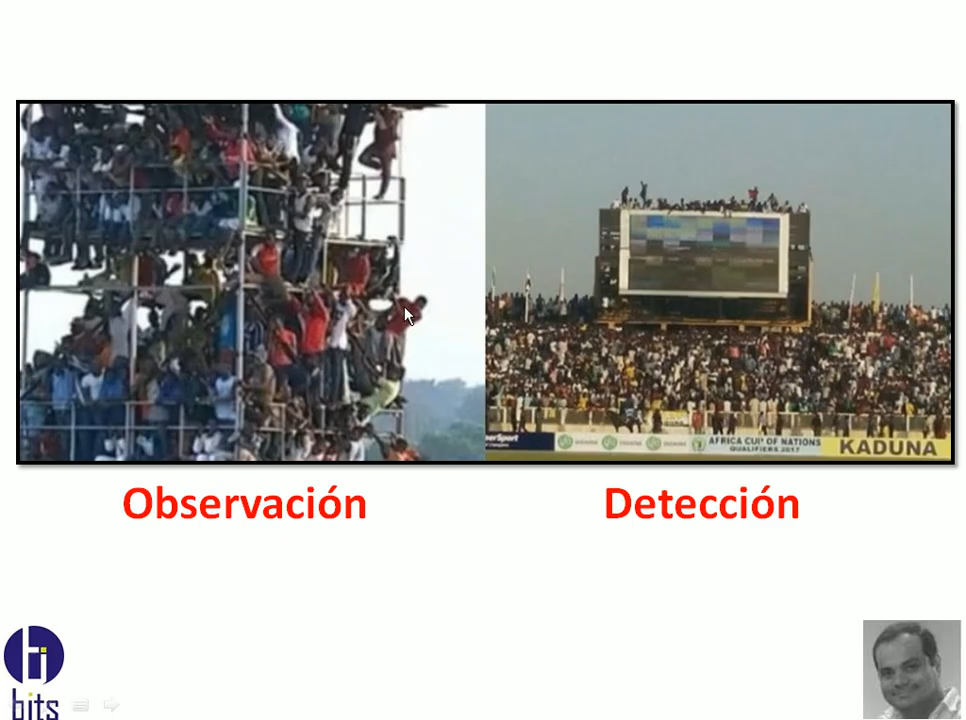 AFRICA CUP OF NATIONS
QUALIFIERS 2017
KADUNA
Observación
Detección
bits